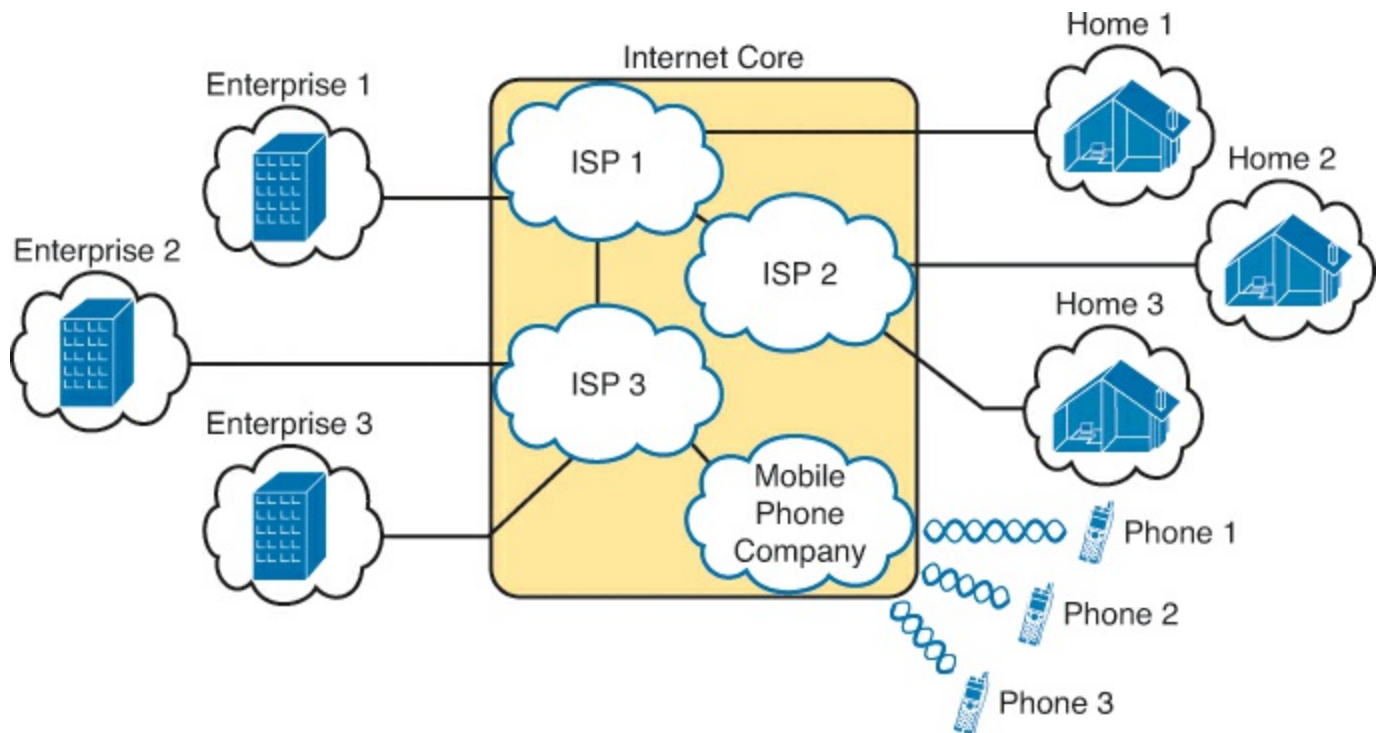 Internet Core
Home 1
Enterprise 1
ISP 1
Home 2
Enterprise 2
ISP 2
Home 3
ISP 3
Enterprise 3
Mobile
Phone
Company
Phone 1
Phone 2
Phone 3